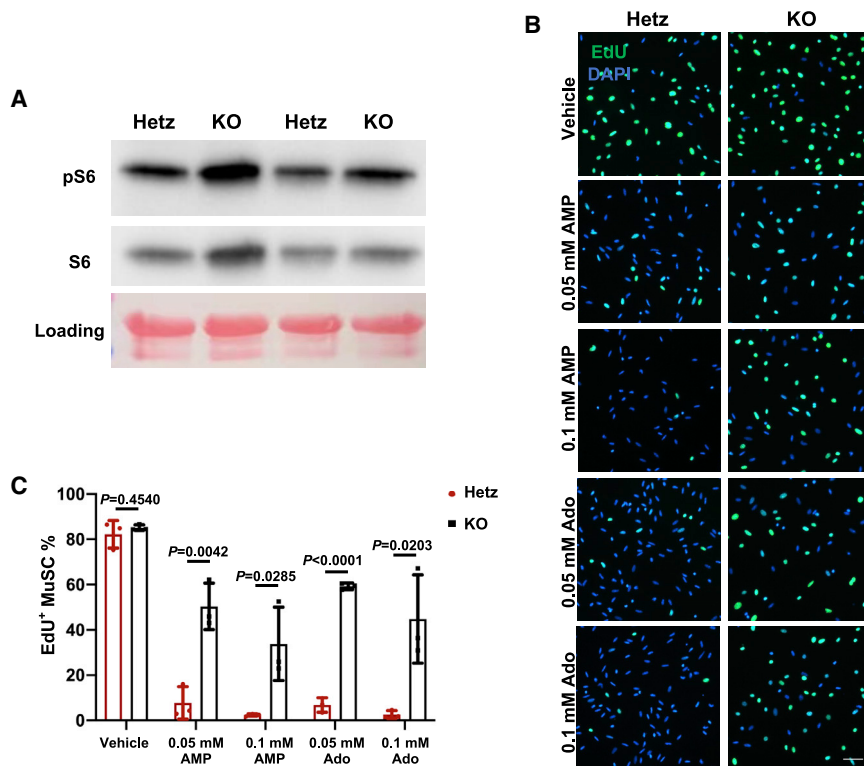 A
Hetz KO Hetz KO
pS6
S6
Loading
B
Hetz KO
EdU
DAPI
Vehicle
0.05 mM AMP
0.1 mM AMP
0.05 mM Ado
0.1 mM Ado
C
EdU+ MuSC %
100
80
60
40
20
0
P=0.4540
P=0.0042
P=0.0285
P<0.0001
P=0.0203
Hetz
KO
Vehicle 0.05 mM 0.1 mM 0.05 mM 0.1 mM
AMP AMP Ado Ado